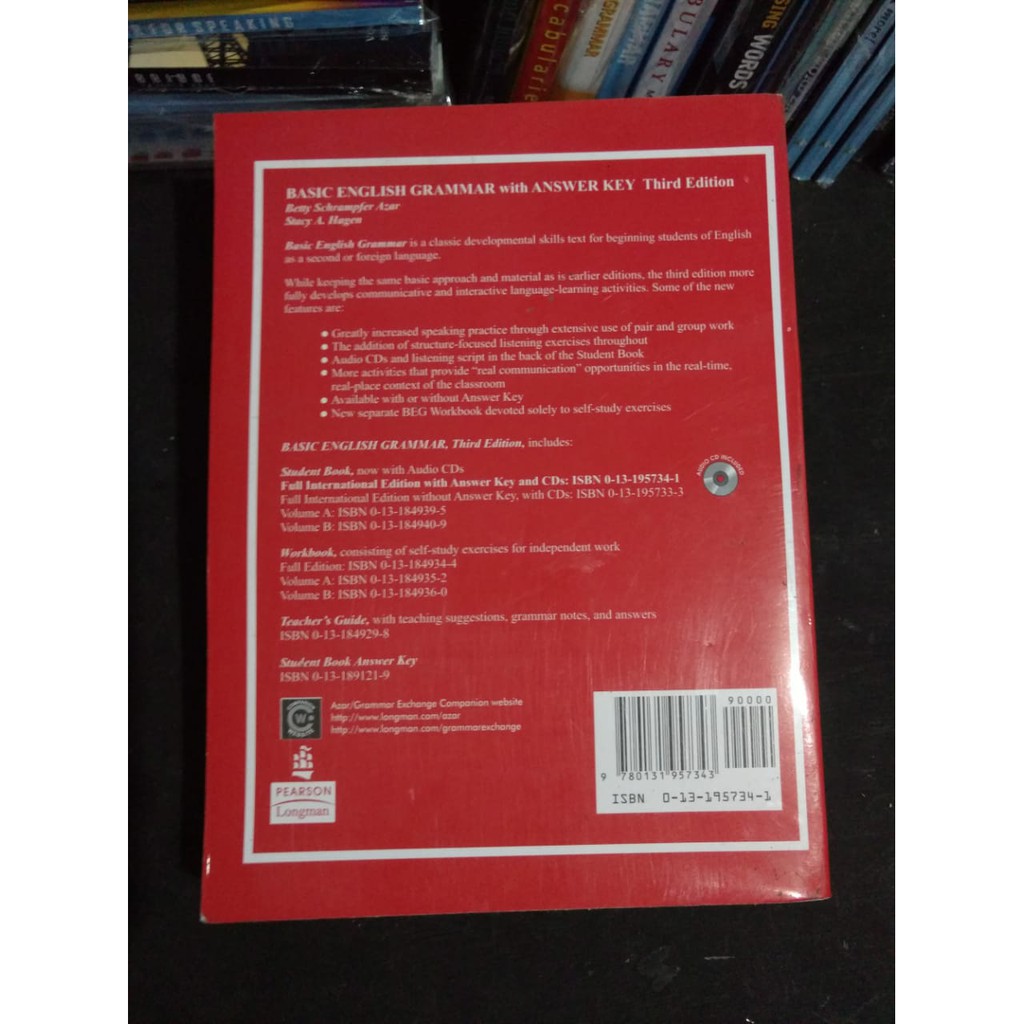 FOR SPEAKING
cabularies
GRAMMAR
BULARY
SING WORDS
BASIC ENGLISH GRAMMAR with ANSWER KEY Third Edition
Betty Schrampfer Azar
Stacy A. Hagen
Basic English Grammar is a classic developmental skills text for beginning students of English
as a second or foreign language.
While keeping the same basic approach and material as is earlier editions, the third edition more
fully develops communicative and interactive language-learning activities. Some of the new
features are:
● Greatly increased speaking practice through extensive use of pair and group work
● The addition of structure-focused listening exercises throughout
● Audio CDs and listening script in the back of the Student Book
● More activities that provide “real communication” opportunities in the real-time,
real-place context of the classroom
● Available with or without Answer Key
● New separate BEG Workbook devoted solely to self-study exercises
BASIC ENGLISH GRAMMAR, Third Edition, includes:
Student Book, now with Audio CDs
Full International Edition with Answer Key and CDs: ISBN 0-13-195734-1
Full International Edition without Answer Key, with CDs: ISBN 0-13-195733-3
Volume A: ISBN 0-13-184939-5
Volume B: ISBN 0-13-184940-9
AUDIO CD INCLUDED
Workbook, consisting of self-study exercises for independent work
Full Edition: ISBN 0-13-184934-4
Volume A: ISBN 0-13-184935-2
Volume B: ISBN 0-13-184936-0
Teacher's Guide, with teaching suggestions, grammar notes, and answers
ISBN 0-13-184929-8
Student Book Answer Key
ISBN 0-13-189121-9
Azar/Grammar Exchange Companion website
http://www.longman.com/azar
http://www.longman.com/grammarexchange
PEARSON
Longman
90000
9 780131 957343
ISBN 0-13-195734-1